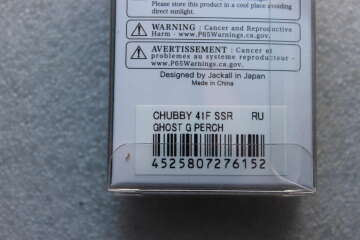 Please store this product in a cool place avoiding
direct sunlight.
WARNING : Cancer and Reproductive
Harm - www.P65Warnings.ca.gov.
AVERTISSEMENT : Cancer et
problemes au systeme reproducteur -
www.P65Warnings.ca.gov.
Designed by Jackall in Japan
Made in China
CHUBBY 41F SSR RU
GHOST G PERCH
4525807276152